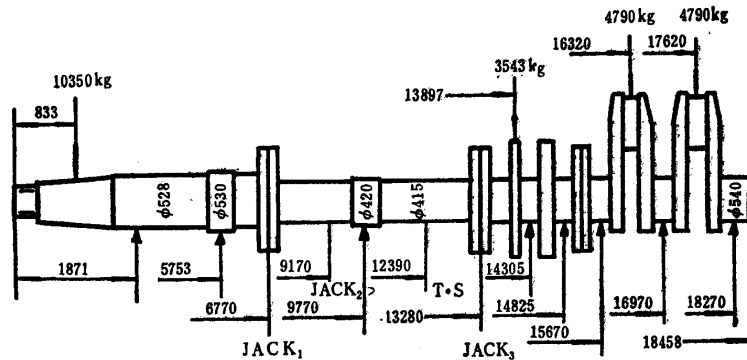 4790kg 4790kg
16320 17620
10350kg 3543kg
833 13897
φ528 φ530 φ420 φ415 φ540
1871 5753 9170 12390 14305
JACK₂ T·S
6770 9770 13280 14825 16970 18270
15670 18458
JACK₁ JACK₃